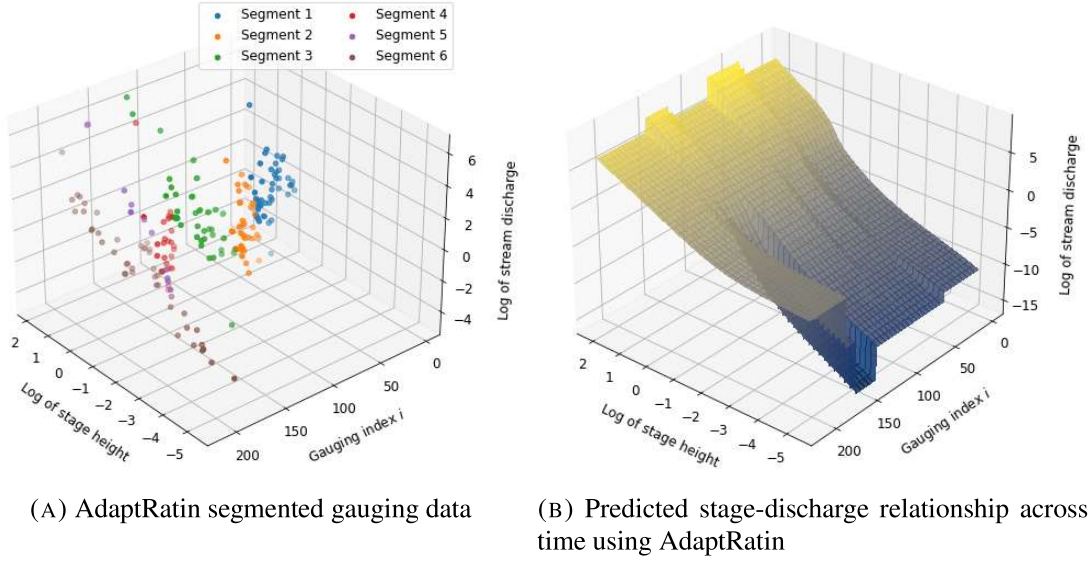 Segment 1
Segment 2
Segment 3
Segment 4
Segment 5
Segment 6
6
4
2
0
−2
−4
Log of stream discharge
2
1
0
−1
−2
−3
−4
−5
Log of stage height
200
150
100
50
0
Gauging index i
5
0
−5
−10
−15
Log of stream discharge
2
1
0
−1
−2
−3
−4
−5
Log of stage height
200
150
100
50
0
Gauging index i
(A) AdaptRatin segmented gauging data
(B) Predicted stage-discharge relationship across
time using AdaptRatin